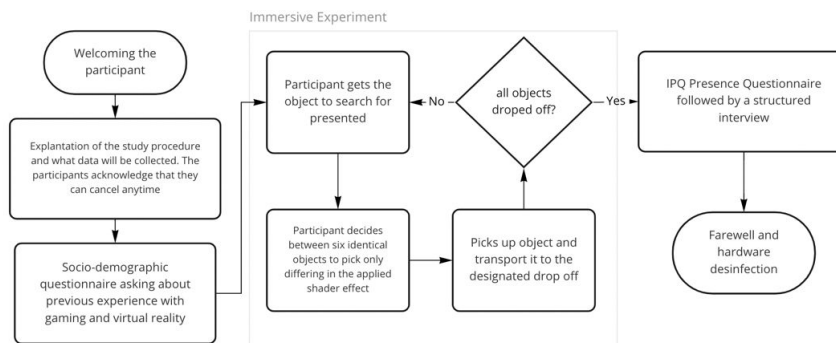 Immersive Experiment
Welcoming the
participant
Explantation of the study procedure
and what data will be collected. The
participants acknowledge that they
can cancel anytime
Socio-demographic
questionnaire asking about
previous experience with
gaming and virtual reality
Participant gets the
object to search for
presented
Participant decides
between six identical
objects to pick only
differing in the applied
shader effect
Picks up object and
transport it to the
designated drop off
all objects
droped off?
No
Yes
IPQ Presence Questionnaire
followed by a structured
interview
Farewell and
hardware
desinfection